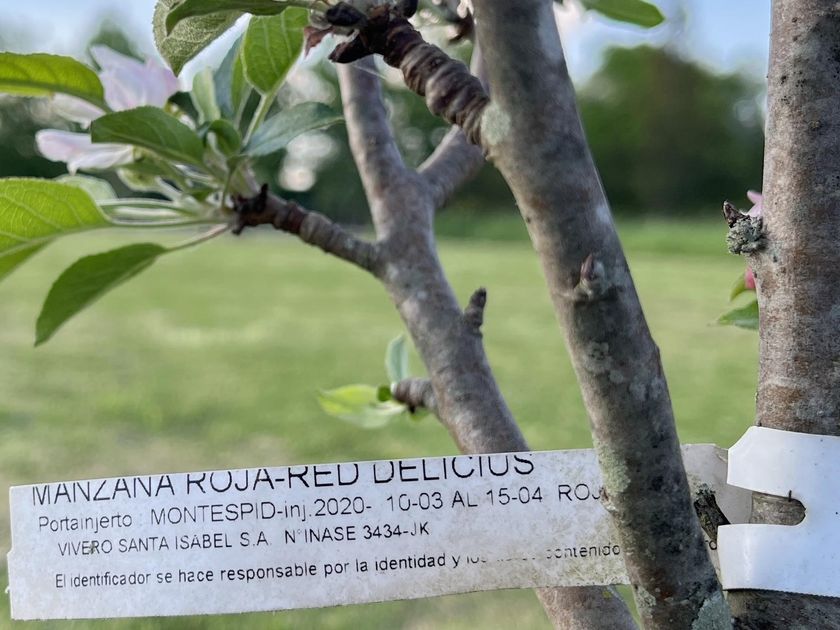 MANZANA ROJA-RED DELICIUS
Portainjerto : MONTESPID-inj.2020- 10-03 AL 15-04 ROJ
VIVERO SANTA ISABEL S.A. N°INASE 3434-JK
El identificador se hace responsable por la identidad y contenido